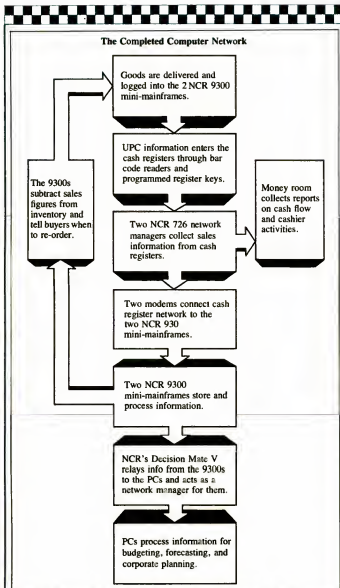 The Completed Computer Network
Goods are delivered and
logged into the 2 NCR 9300
mini-mainframes.
UPC information enters the
cash registers through bar
code readers and
programmed register keys.
The 9300s
subtract sales
figures from
inventory and
tell buyers when
to re-order.
Two NCR 726 network
managers collect sales
information from cash
registers.
Money room
collects reports
on cash flow
and cashier
activities.
Two modems connect cash
register network to the
two NCR 930
mini-mainframes.
Two NCR 9300
mini-mainframes store and
process information.
NCR's Decision Mate V
relays info from the 9300s
to the PCs and acts as a
network manager for them.
PCs process information for
budgeting, forecasting, and
corporate planning.